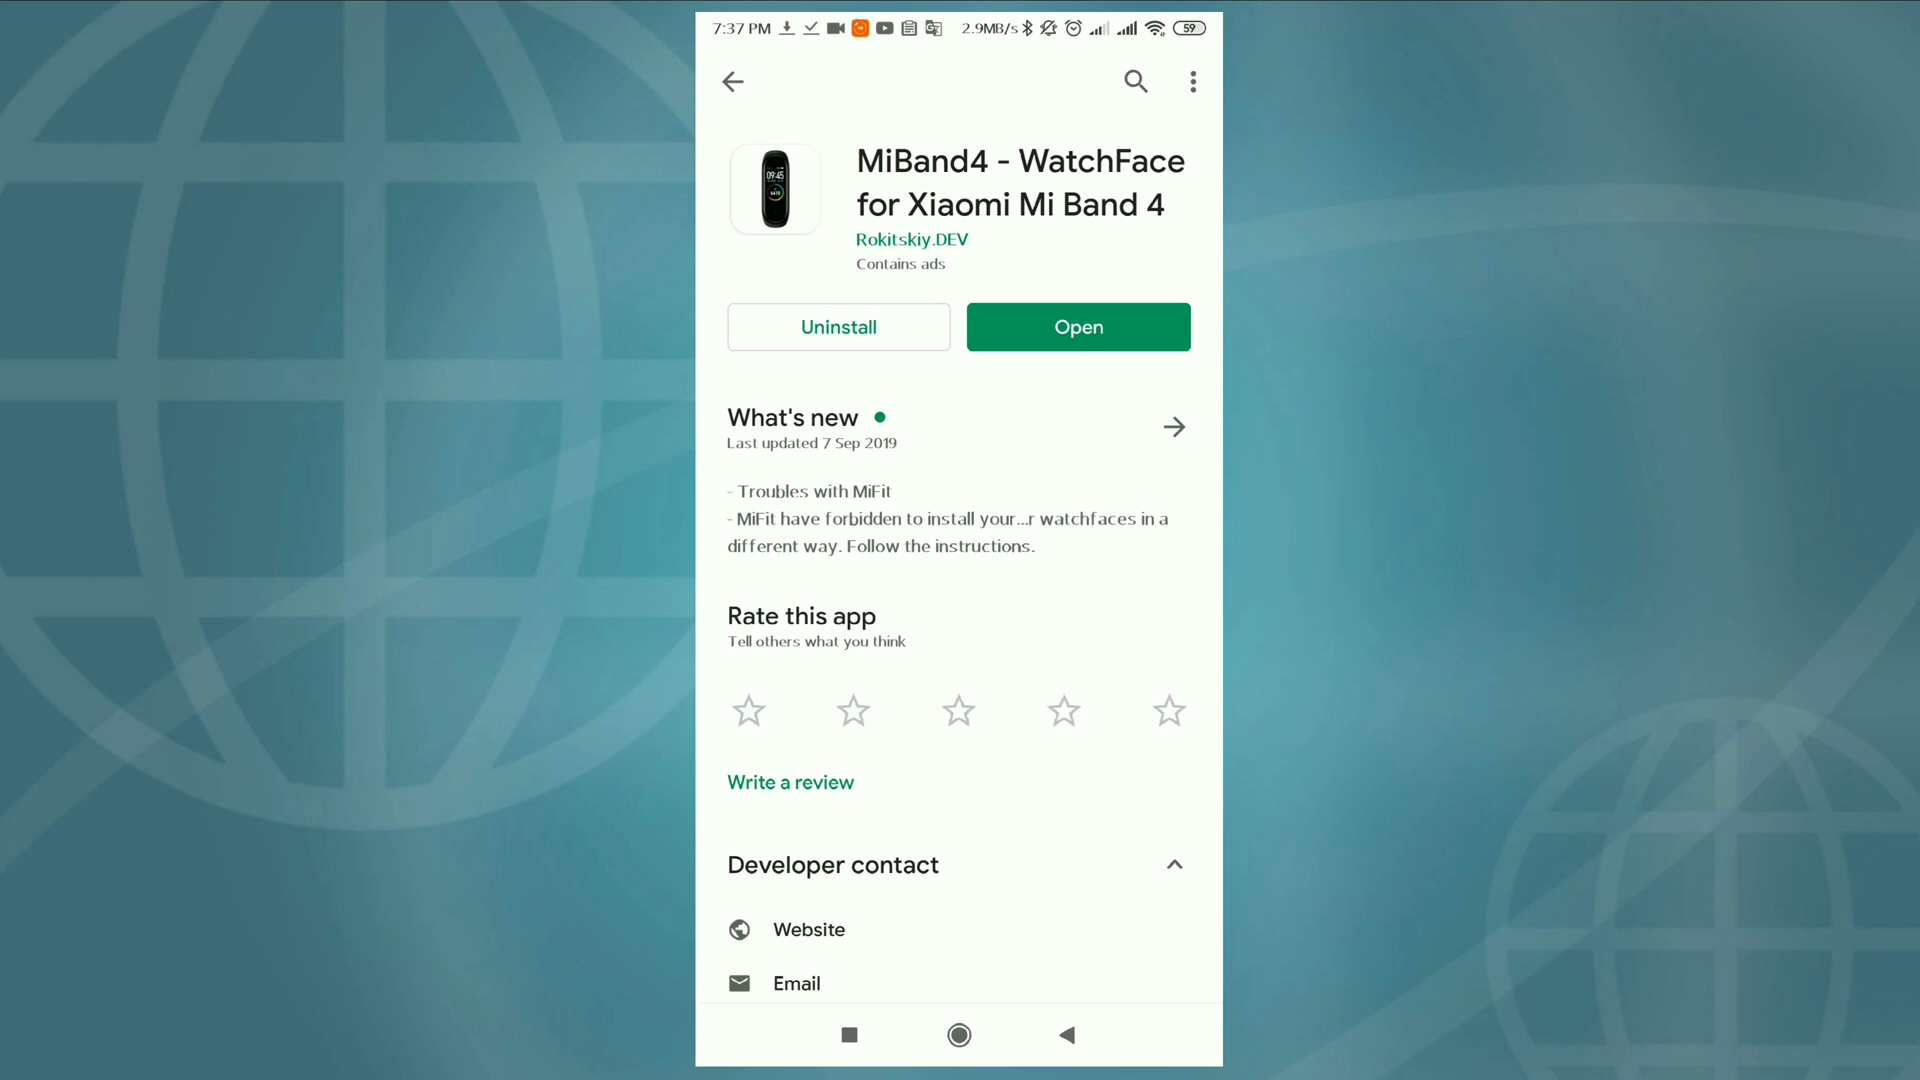 7:37 PM
2.9MB/s
59
MiBand4 - WatchFace
for Xiaomi Mi Band 4
09:45
Rokitskiy.DEV
Contains ads
Uninstall
Open
What's new
Last updated 7 Sep 2019
- Troubles with MiFit
- MiFit have forbidden to install your...r watchfaces in a
different way. Follow the instructions.
Rate this app
Tell others what you think
Write a review
Developer contact
Website
Email